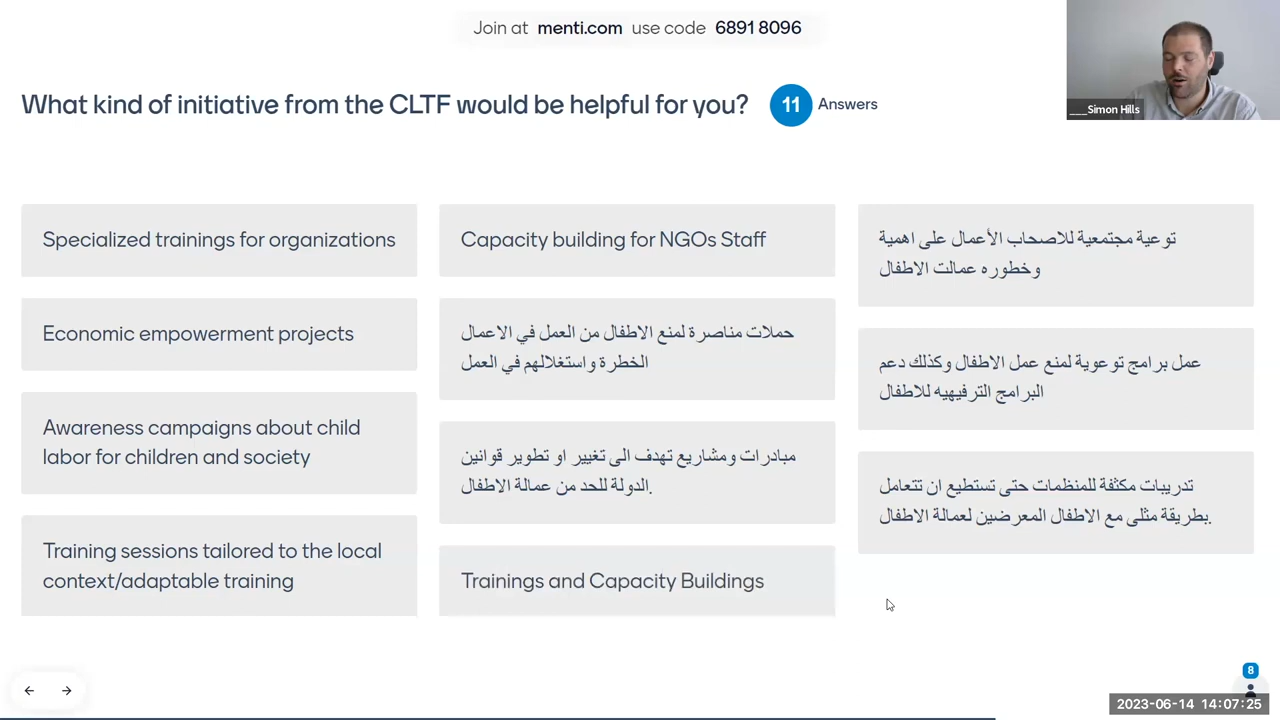 Join at menti.com use code 6891 8096
What kind of initiative from the CLTF would be helpful for you?
11 Answers
___Simon Hills
Specialized trainings for organizations
Economic empowerment projects
Awareness campaigns about child
labor for children and society
Training sessions tailored to the local
context/adaptable training
Capacity building for NGOs Staff
حملات مناصرة لمنع الاطفال من العمل في الاعمال
الخطرة واستغلالهم في العمل
مبادرات ومشاريع تهدف الى تغيير او تطوير قوانين
الدولة للحد من عمالة الاطفال.
Trainings and Capacity Buildings
توعية مجتمعية للاصحاب الأعمال على اهمية
وخطوره عمالت الاطفال
عمل برامج توعوية لمنع عمل الاطفال وكذلك دعم
البرامج الترفيهيه للاطفال
تدريبات مكثفة للمنظمات حتى تستطيع ان تتعامل
بطريقة مثلى مع الاطفال المعرضين لعمالة الاطفال.
8
2023-06-14 14:07:25